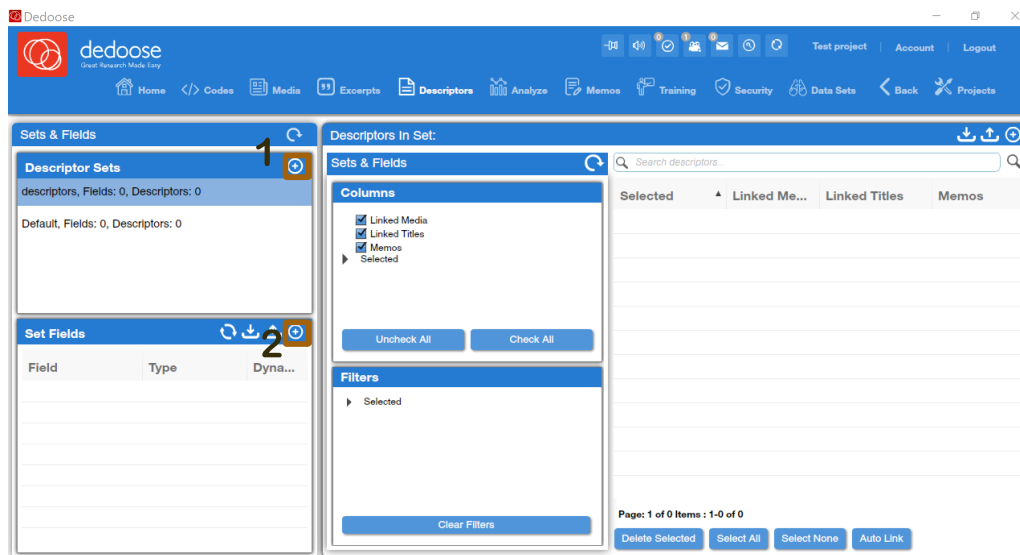 Dedoose
dedoose
Great Research Made Easy
0 1 0
Test project | Account | Logout
Home </> Codes Media Excerpts Descriptors Analyze Memos Training Security Data Sets Back Projects
Sets & Fields
1
Descriptor Sets
descriptors, Fields: 0, Descriptors: 0
Default, Fields: 0, Descriptors: 0
Set Fields
2
Field Type Dyna...
Descriptors In Set:
Sets & Fields
Columns
Linked Media
Linked Titles
Memos
Selected
Uncheck All Check All
Filters
Selected
Clear Filters
Search descriptors...
Selected Linked Me... Linked Titles Memos
Page: 1 of 0 Items : 1-0 of 0
Delete Selected Select All Select None Auto Link